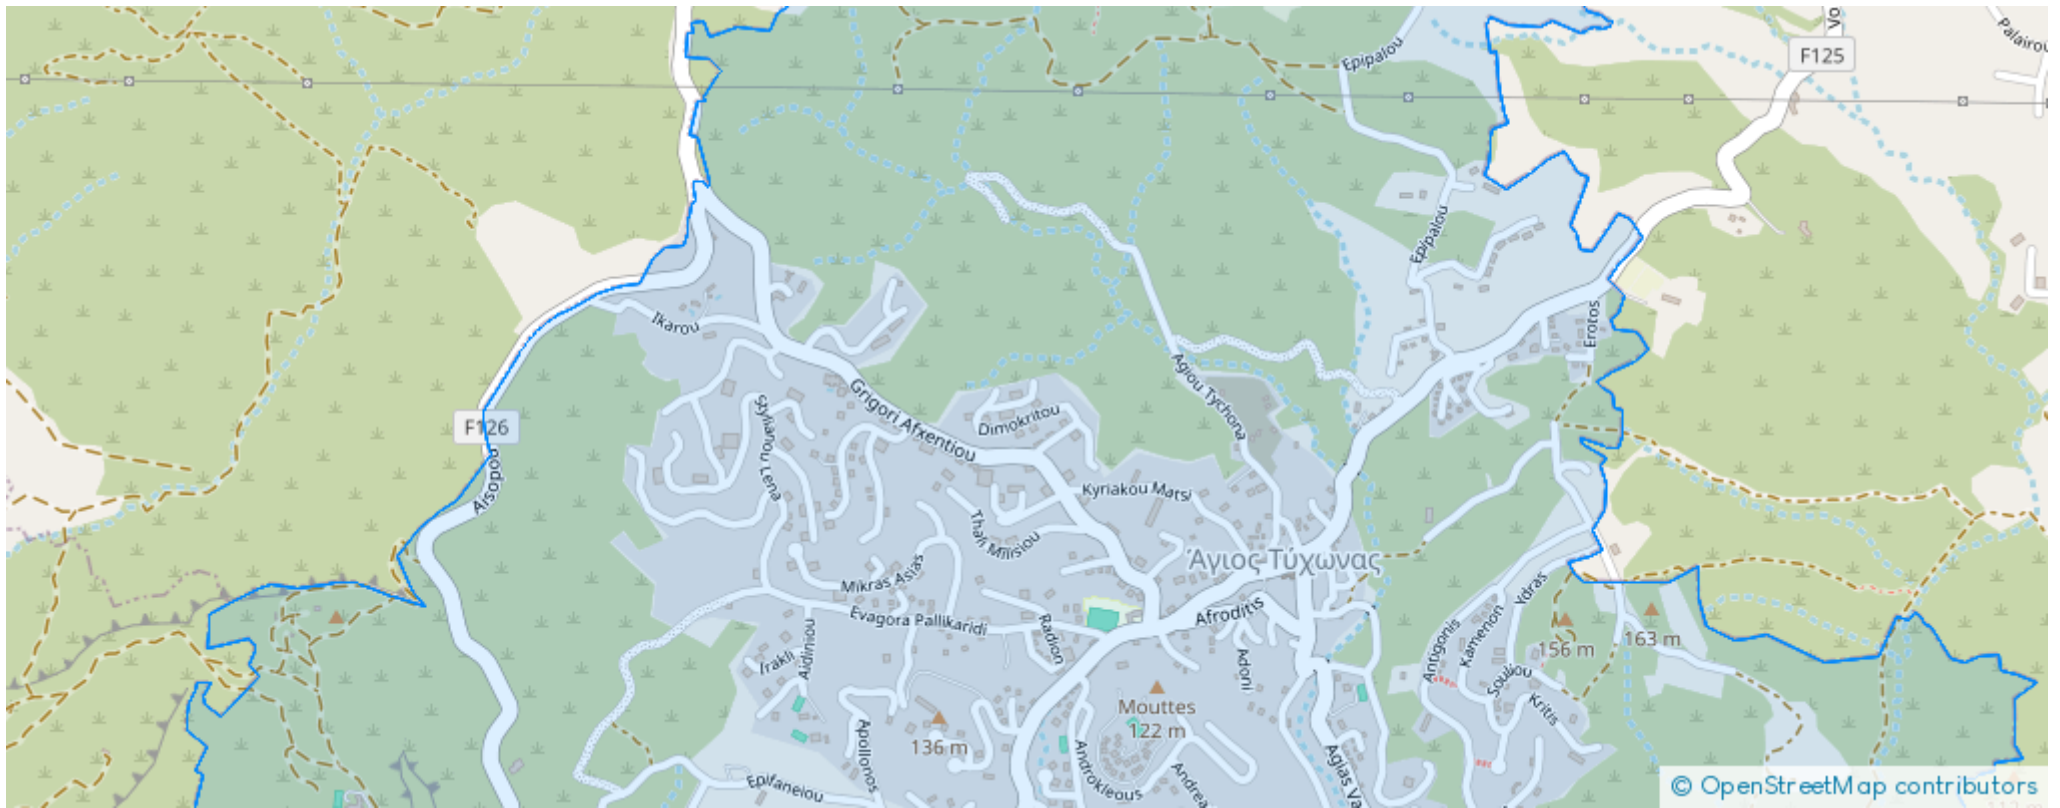 Epipalou
F125
Palairou
Epipalou
Ikarou
Erotos
Grigori Afxentiou
Dimokritou
Agiou Tychona
Stylianou Lena
F126
Aisopou
Kyriakou Matsi
Thali Milisiou
Άγιος Τύχωνας
Mikras Asias
Evagora Pallikaridi
Radion
Afroditis
Antigonis
Kamenon
Ydras
156 m
163 m
Irakli
Aidiniou
Adoni
Souliou
Kritis
Mouttes
122 m
136 m
Apollonos
Androkleous
Andrea
Agias Va
Epifaneiou
© OpenStreetMap contributors